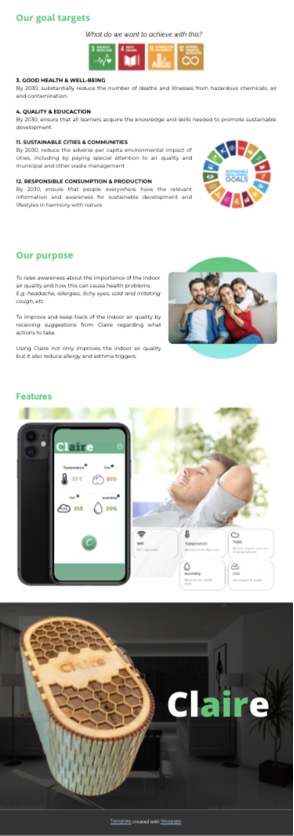 Our goal targets
What do we want to achieve with this?
3. GOOD HEALTH & WELL-BEING
By 2030, substantially reduce the number of deaths and illnesses from hazardous chemicals, air
and contamination.
4. QUALITY & EDUCACTION
By 2030, ensure that all learners acquire the knowledge and skills needed to promote sustainable
development.
11. SUSTAINABLE CITIES & COMMUNITIES
By 2030, reduce the adverse per capita environmental impact of
cities, including by paying special attention to air quality and
municipal and other waste management
12. RESPONSIBLE CONSUMPTION & PRODUCTION
By 2030, ensure that people everywhere have the relevant
information and awareness for sustainable development and
lifestyles in harmony with nature
SUSTAINABLE
DEVELOPMENT
GOALS
Our purpose
To raise awareness about the importance of the indoor
air quality and how this can cause health problems.
E.g. headache, allergies, itchy eyes, cold and irritating
cough, etc.
To improve and keep track of the indoor air quality by
receiving suggestions from Claire regarding what
actions to take.
Using Claire not only improves the indoor air quality
but it also reduce allergy and asthma triggers.
Features
Claire
Temperature
Humidity
20%
C
Wifi
Temperature
Humidity
Claire
Claire
Template created with